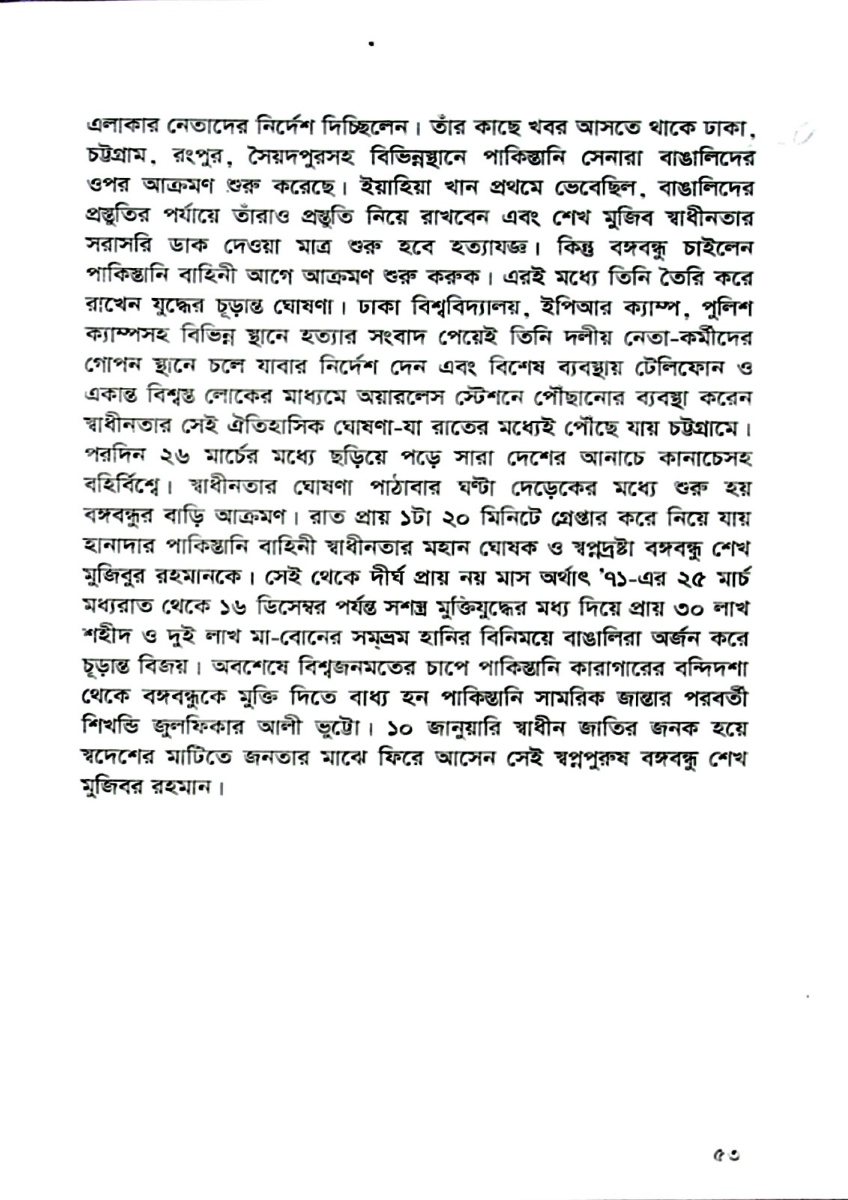 এলাকার নেতাদের নির্দেশ দিচ্ছিলেন। তাঁর কাছে খবর আসতে থাকে ঢাকা,
চট্টগ্রাম, রংপুর, সৈয়দপুরসহ বিভিন্নস্থানে পাকিস্তানি সেনারা বাঙালিদের
ওপর আক্রমণ শুরু করেছে। ইয়াহিয়া খান প্রথমে ভেবেছিল, বাঙালিদের
প্রস্তুতির পর্যায়ে তাঁরাও প্রস্তুতি নিয়ে রাখবেন এবং শেখ মুজিব স্বাধীনতার
সরাসরি ডাক দেওয়া মাত্র শুরু হবে হত্যাযজ্ঞ। কিন্তু বঙ্গবন্ধু চাইলেন
পাকিস্তানি বাহিনী আগে আক্রমণ শুরু করুক। এরই মধ্যে তিনি তৈরি করে
রাখেন যুদ্ধের চূড়ান্ত ঘোষণা। ঢাকা বিশ্ববিদ্যালয়, ইপিআর ক্যাম্প, পুলিশ
ক্যাম্পসহ বিভিন্ন স্থানে হত্যার সংবাদ পেয়েই তিনি দলীয় নেতা-কর্মীদের
গোপন স্থানে চলে যাবার নির্দেশ দেন এবং বিশেষ ব্যবস্থায় টেলিফোন ও
একান্ত বিশ্বস্ত লোকের মাধ্যমে অয়ারলেস স্টেশনে পৌঁছানোর ব্যবস্থা করেন
স্বাধীনতার সেই ঐতিহাসিক ঘোষণা-যা রাতের মধ্যেই পৌঁছে যায় চট্টগ্রামে।
পরদিন ২৬ মার্চের মধ্যে ছড়িয়ে পড়ে সারা দেশের আনাচে কানাচেসহ
বহির্বিশ্বে। স্বাধীনতার ঘোষণা পাঠাবার ঘণ্টা দেড়েকের মধ্যে শুরু হয়
বঙ্গবন্ধুর বাড়ি আক্রমণ। রাত প্রায় ১টা ২০ মিনিটে গ্রেপ্তার করে নিয়ে যায়
হানাদার পাকিস্তানি বাহিনী স্বাধীনতার মহান ঘোষক ও স্বপ্নদ্রষ্টা বঙ্গবন্ধু শেখ
মুজিবুর রহমানকে। সেই থেকে দীর্ঘ প্রায় নয় মাস অর্থাৎ '৭১-এর ২৫ মার্চ
মধ্যরাত থেকে ১৬ ডিসেম্বর পর্যন্ত সশস্ত্র মুক্তিযুদ্ধের মধ্য দিয়ে প্রায় ৩০ লাখ
শহীদ ও দুই লাখ মা-বোনের সম্ভ্রম হানির বিনিময়ে বাঙালিরা অর্জন করে
চূড়ান্ত বিজয়। অবশেষে বিশ্বজনমতের চাপে পাকিস্তানি কারাগারের বন্দিদশা
থেকে বঙ্গবন্ধুকে মুক্তি দিতে বাধ্য হন পাকিস্তানি সামরিক জান্তার পরবর্তী
শিখন্ডি জুলফিকার আলী ভুট্টো। ১০ জানুয়ারি স্বাধীন জাতির জনক হয়ে
স্বদেশের মাটিতে জনতার মাঝে ফিরে আসেন সেই স্বপ্নপুরুষ বঙ্গবন্ধু শেখ
মুজিবর রহমান।
৫৩